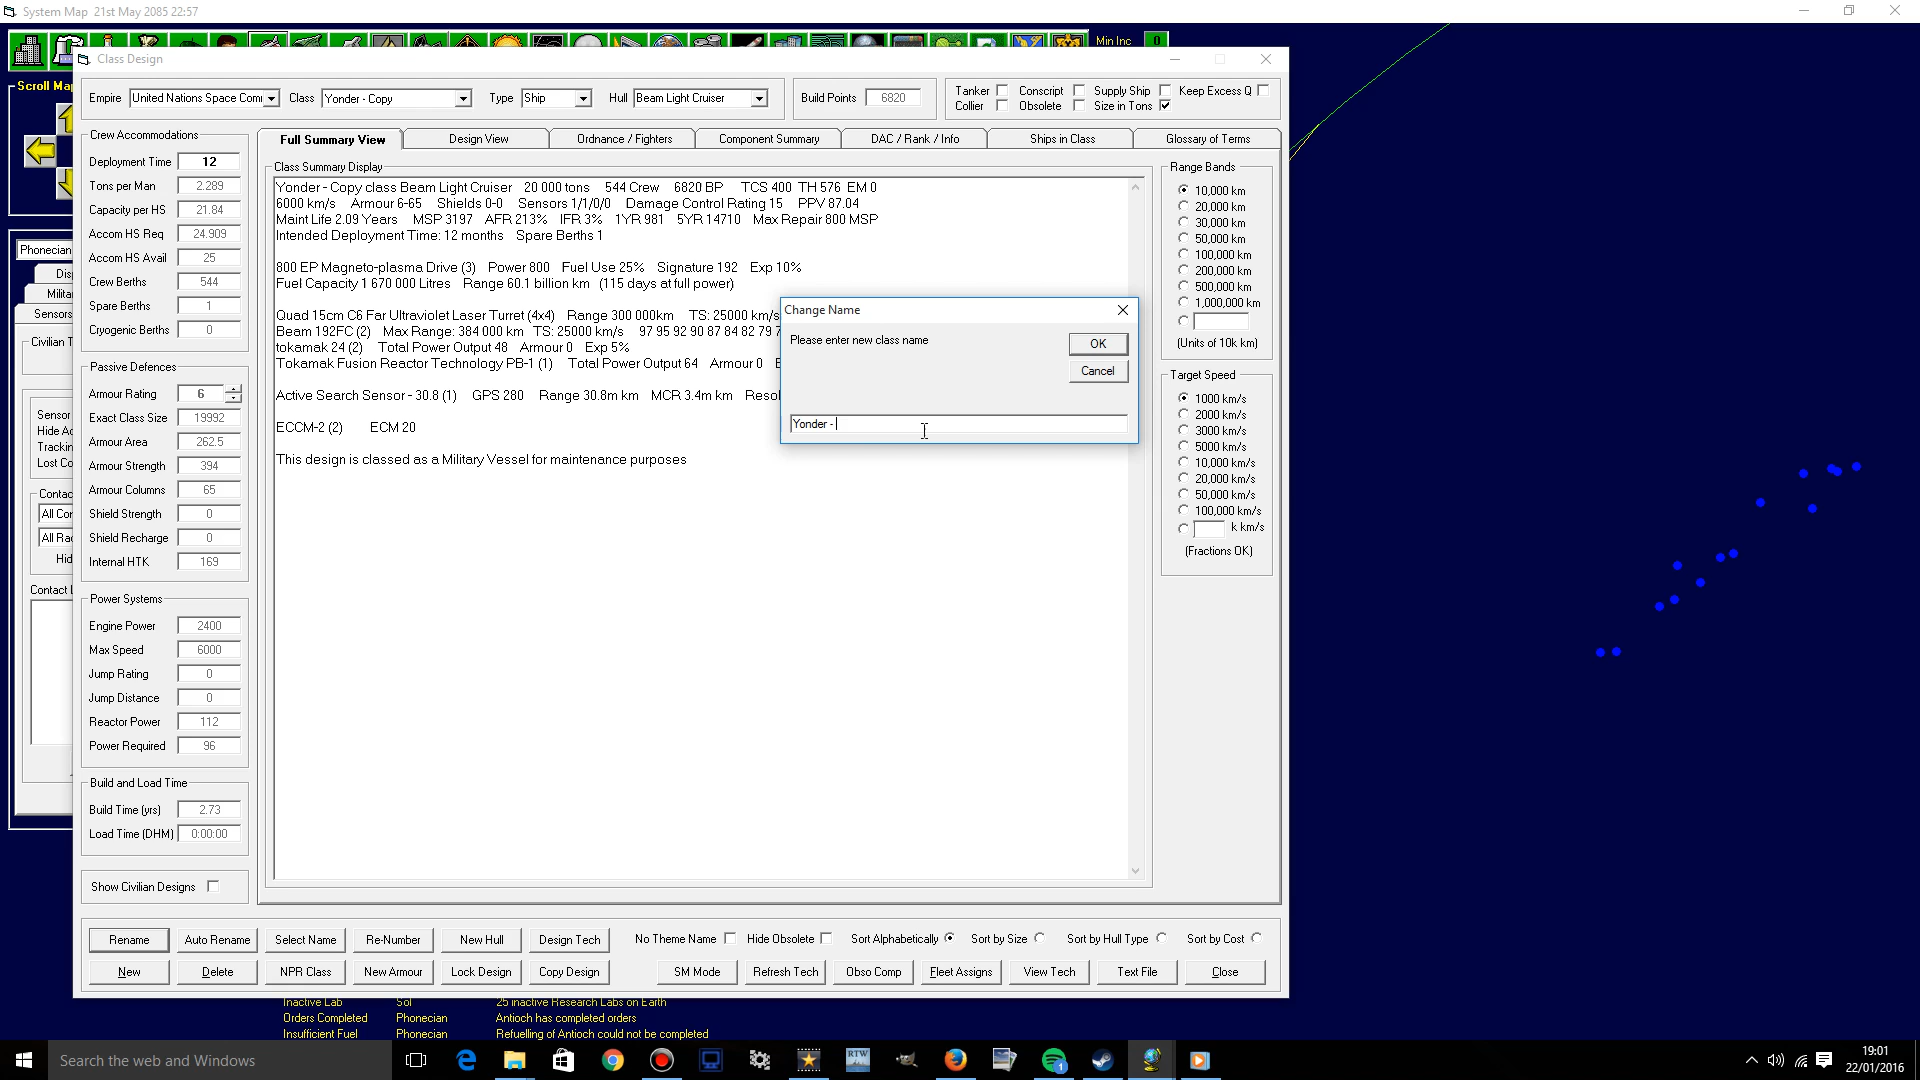 System Map 21st May 2085 22:57
Min Inc 0
Scroll Map
Class Design
Empire United Nations Space Com Class Yonder - Copy Type Ship Hull Beam Light Cruiser Build Points 6820
Tanker Conscript Supply Ship Keep Excess Q
Collier Obsolete Size in Tons
Crew Accommodations
Deployment Time 12
Tons per Man 2.289
Capacity per HS 21.84
Accom HS Req 24.909
Accom HS Avail 25
Crew Berths 544
Spare Berths 1
Cryogenic Berths 0
Passive Defences
Armour Rating 6
Exact Class Size 19992
Armour Area 262.5
Armour Strength 394
Armour Columns 65
Shield Strength 0
Shield Recharge 0
Internal HTK 169
Power Systems
Engine Power 2400
Max Speed 6000
Jump Rating 0
Jump Distance 0
Reactor Power 112
Power Required 96
Build and Load Time
Build Time (yrs) 2.73
Load Time (DHM) 0:00:00
Show Civilian Designs
Full Summary View Design View Ordnance / Fighters Component Summary DAC / Rank / Info Ships in Class Glossary of Terms
Class Summary Display
Yonder - Copy class Beam Light Cruiser 20 000 tons 544 Crew 6820 BP TCS 400 TH 576 EM 0
6000 km/s Armour 6-65 Shields 0-0 Sensors 1/1/0/0 Damage Control Rating 15 PPV 87.04
Maint Life 2.09 Years MSP 3197 AFR 213% IFR 3% 1YR 981 5YR 14710 Max Repair 800 MSP
Intended Deployment Time: 12 months Spare Berths 1
800 EP Magneto-plasma Drive (3) Power 800 Fuel Use 25% Signature 192 Exp 10%
Fuel Capacity 1 670 000 Litres Range 60.1 billion km (115 days at full power)
Quad 15cm C6 Far Ultraviolet Laser Turret (4x4) Range 300 000km TS: 25000 km/s
Beam 192FC (2) Max Range: 384 000 km TS: 25000 km/s 97 95 92 90 87 84 82 79 7
tokamak 24 (2) Total Power Output 48 Armour 0 Exp 5%
Tokamak Fusion Reactor Technology PB-1 (1) Total Power Output 64 Armour 0 E
Active Search Sensor - 30.8 (1) GPS 280 Range 30.8m km MCR 3.4m km Resol
ECCM-2 (2) ECM 20
This design is classed as a Military Vessel for maintenance purposes
Change Name
Please enter new class name
OK
Cancel
Yonder -
Range Bands
10,000 km
20,000 km
30,000 km
50,000 km
100,000 km
200,000 km
500,000 km
1,000,000 km
(Units of 10k km)
Target Speed
1000 km/s
2000 km/s
3000 km/s
5000 km/s
10,000 km/s
20,000 km/s
50,000 km/s
100,000 km/s
k km/s
(Fractions OK)
Phonecian
Dis
Milita
Sensors
Civilian T
Sensor
Hide Ac
Trackin
Lost Co
Contac
All Con
All Rac
Hid
Contact L
Rename Auto Rename Select Name Re-Number New Hull Design Tech No Theme Name Hide Obsolete Sort Alphabetically Sort by Size Sort by Hull Type Sort by Cost
New Delete NPR Class New Armour Lock Design Copy Design SM Mode Refresh Tech Obso Comp Fleet Assigns View Tech Text File Close
Inactive Lab Sol 25 inactive Research Labs on Earth
Orders Completed Phonecian Antioch has completed orders
Insufficient Fuel Phonecian Refuelling of Antioch could not be completed
Search the web and Windows
RTW
1
19:01
22/01/2016